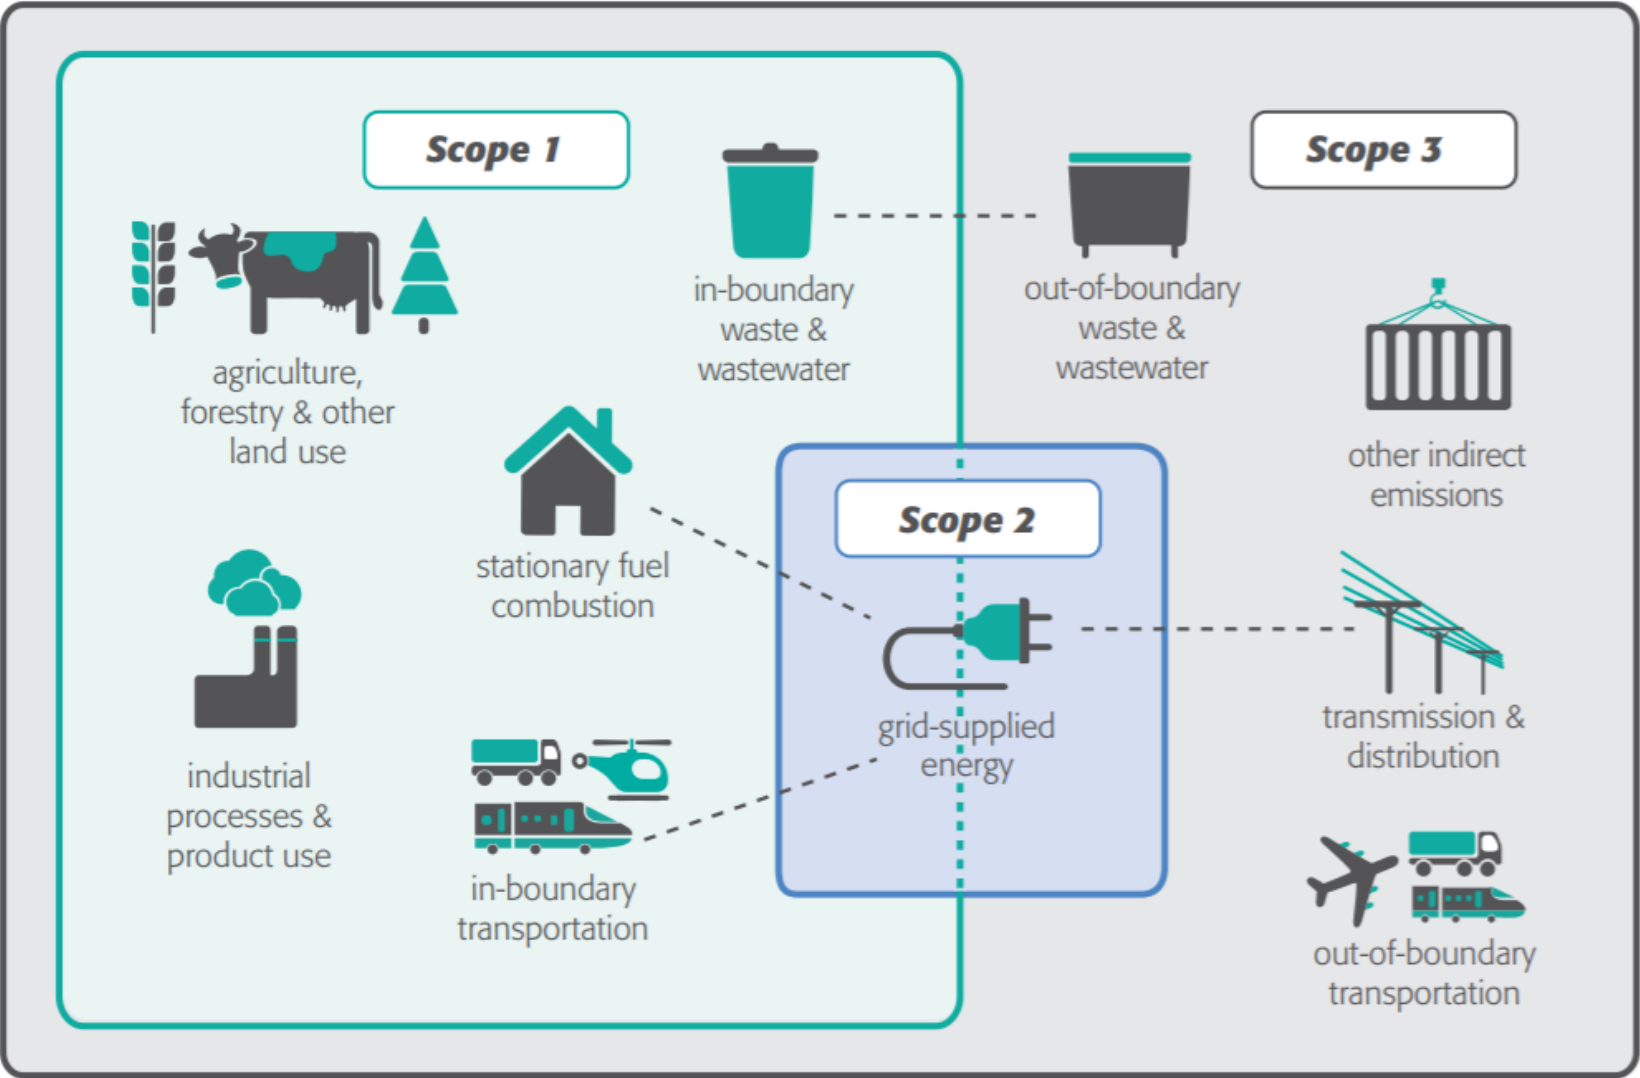 Scope 1
Scope 3
in-boundary
waste &
wastewater
out-of-boundary
waste &
wastewater
agriculture,
forestry & other
land use
other indirect
emissions
Scope 2
stationary fuel
combustion
grid-supplied
energy
transmission &
distribution
industrial
processes &
product use
in-boundary
transportation
out-of-boundary
transportation